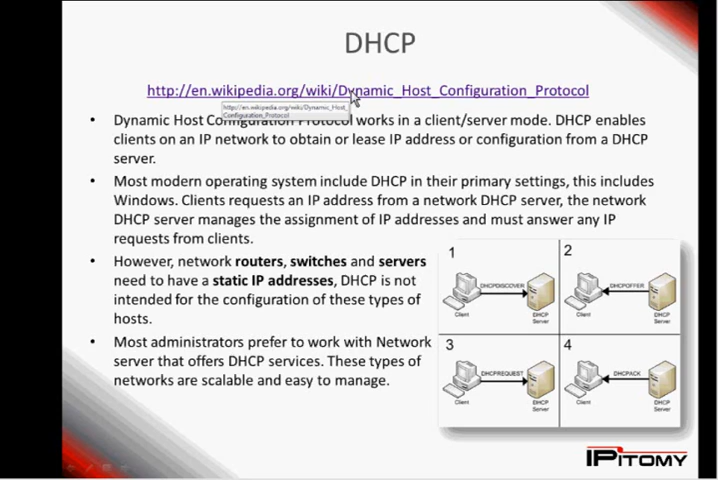 DHCP
http://en.wikipedia.org/wiki/Dynamic_Host_Configuration_Protocol
http://en.wikipedia.org/wiki/Dynamic_Host_
Configuration_Protocol
• Dynamic Host Configuration Protocol works in a client/server mode. DHCP enables
clients on an IP network to obtain or lease IP address or configuration from a DHCP
server.
• Most modern operating system include DHCP in their primary settings, this includes
Windows. Clients requests an IP address from a network DHCP server, the network
DHCP server manages the assignment of IP addresses and must answer any IP
requests from clients.
• However, network routers, switches and servers
need to have a static IP addresses, DHCP is not
intended for the configuration of these types of
hosts.
• Most administrators prefer to work with Network
server that offers DHCP services. These types of
networks are scalable and easy to manage.
1
DHCPDISCOVER
Client
DHCP
Server
2
DHCPOFFER
Client
DHCP
Server
3
DHCPREQUEST
Client
DHCP
Server
4
DHCPACK
Client
DHCP
Server
IPITOMY